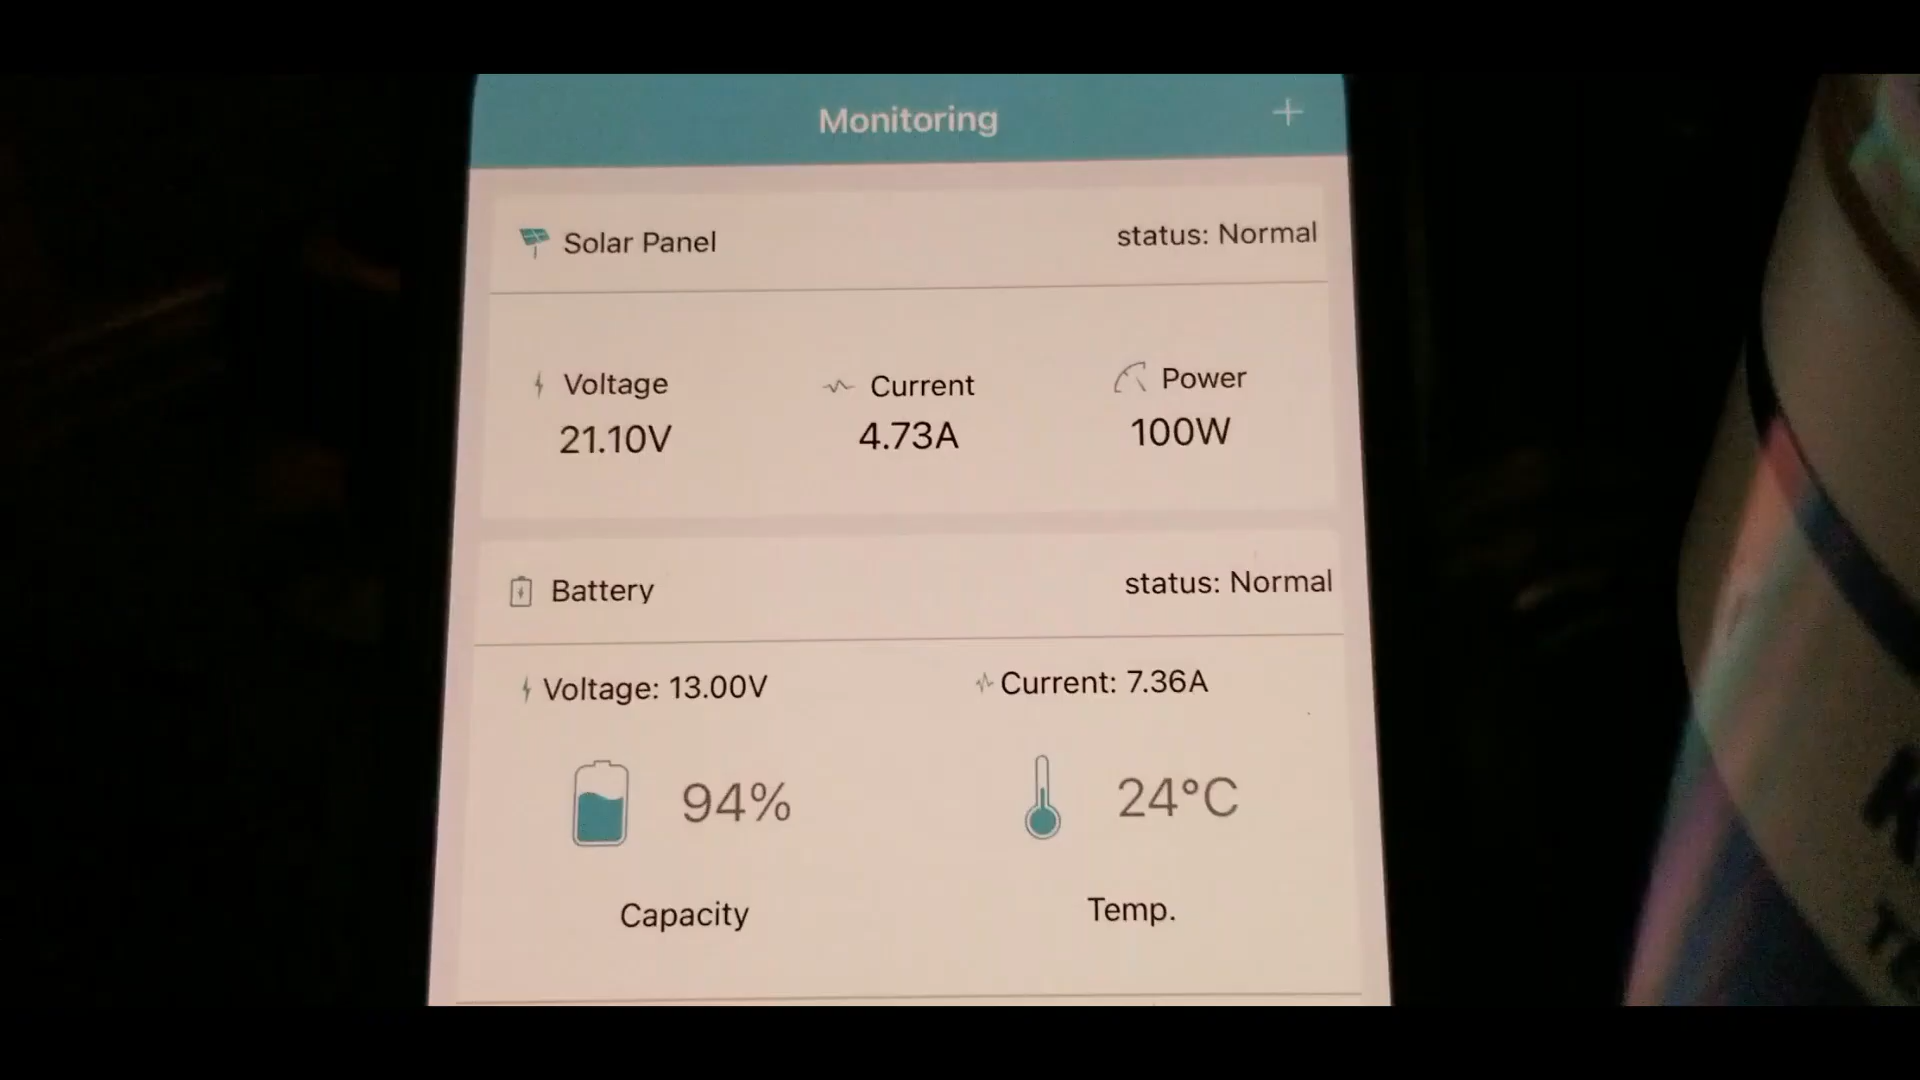 Monitoring +
Solar Panel status: Normal
Voltage Current Power
21.10V 4.73A 100W
Battery status: Normal
Voltage: 13.00V Current: 7.36A
94% 24°C
Capacity Temp.